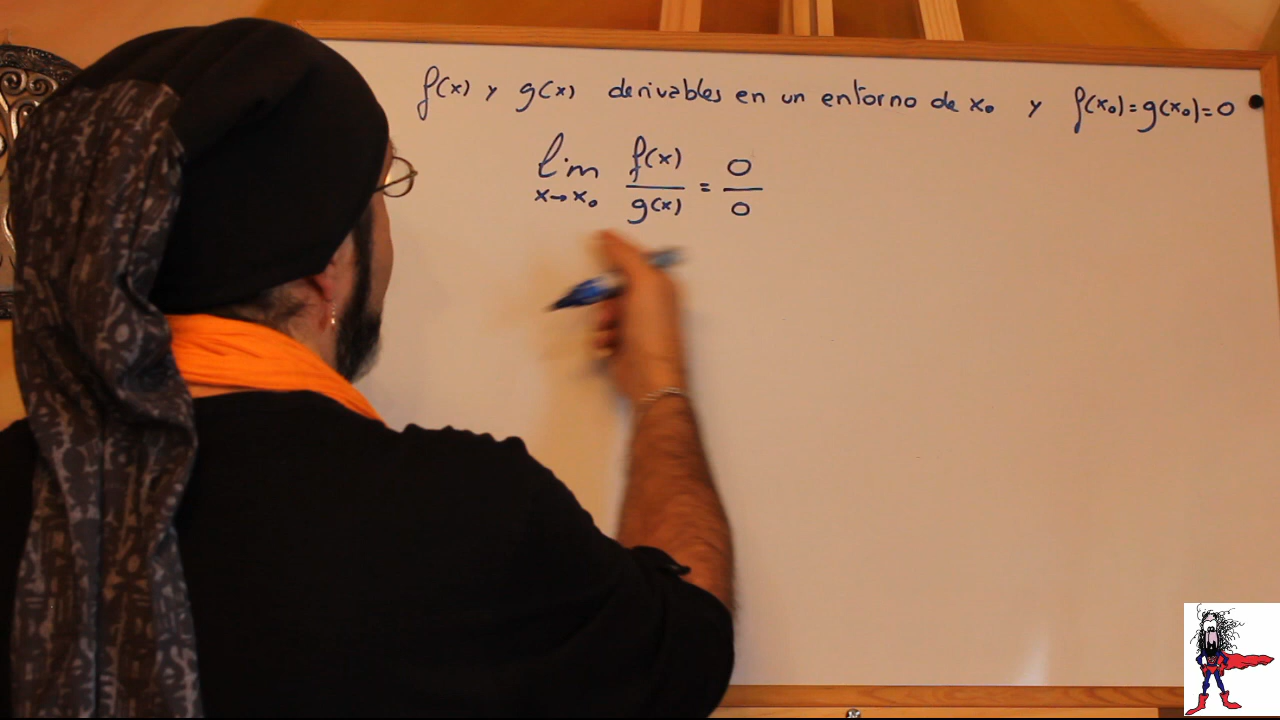 f(x) y g(x) derivables en un entorno de x₀ y f(x₀)=g(x₀)=0
lim x→x₀ f(x)/g(x) = 0/0